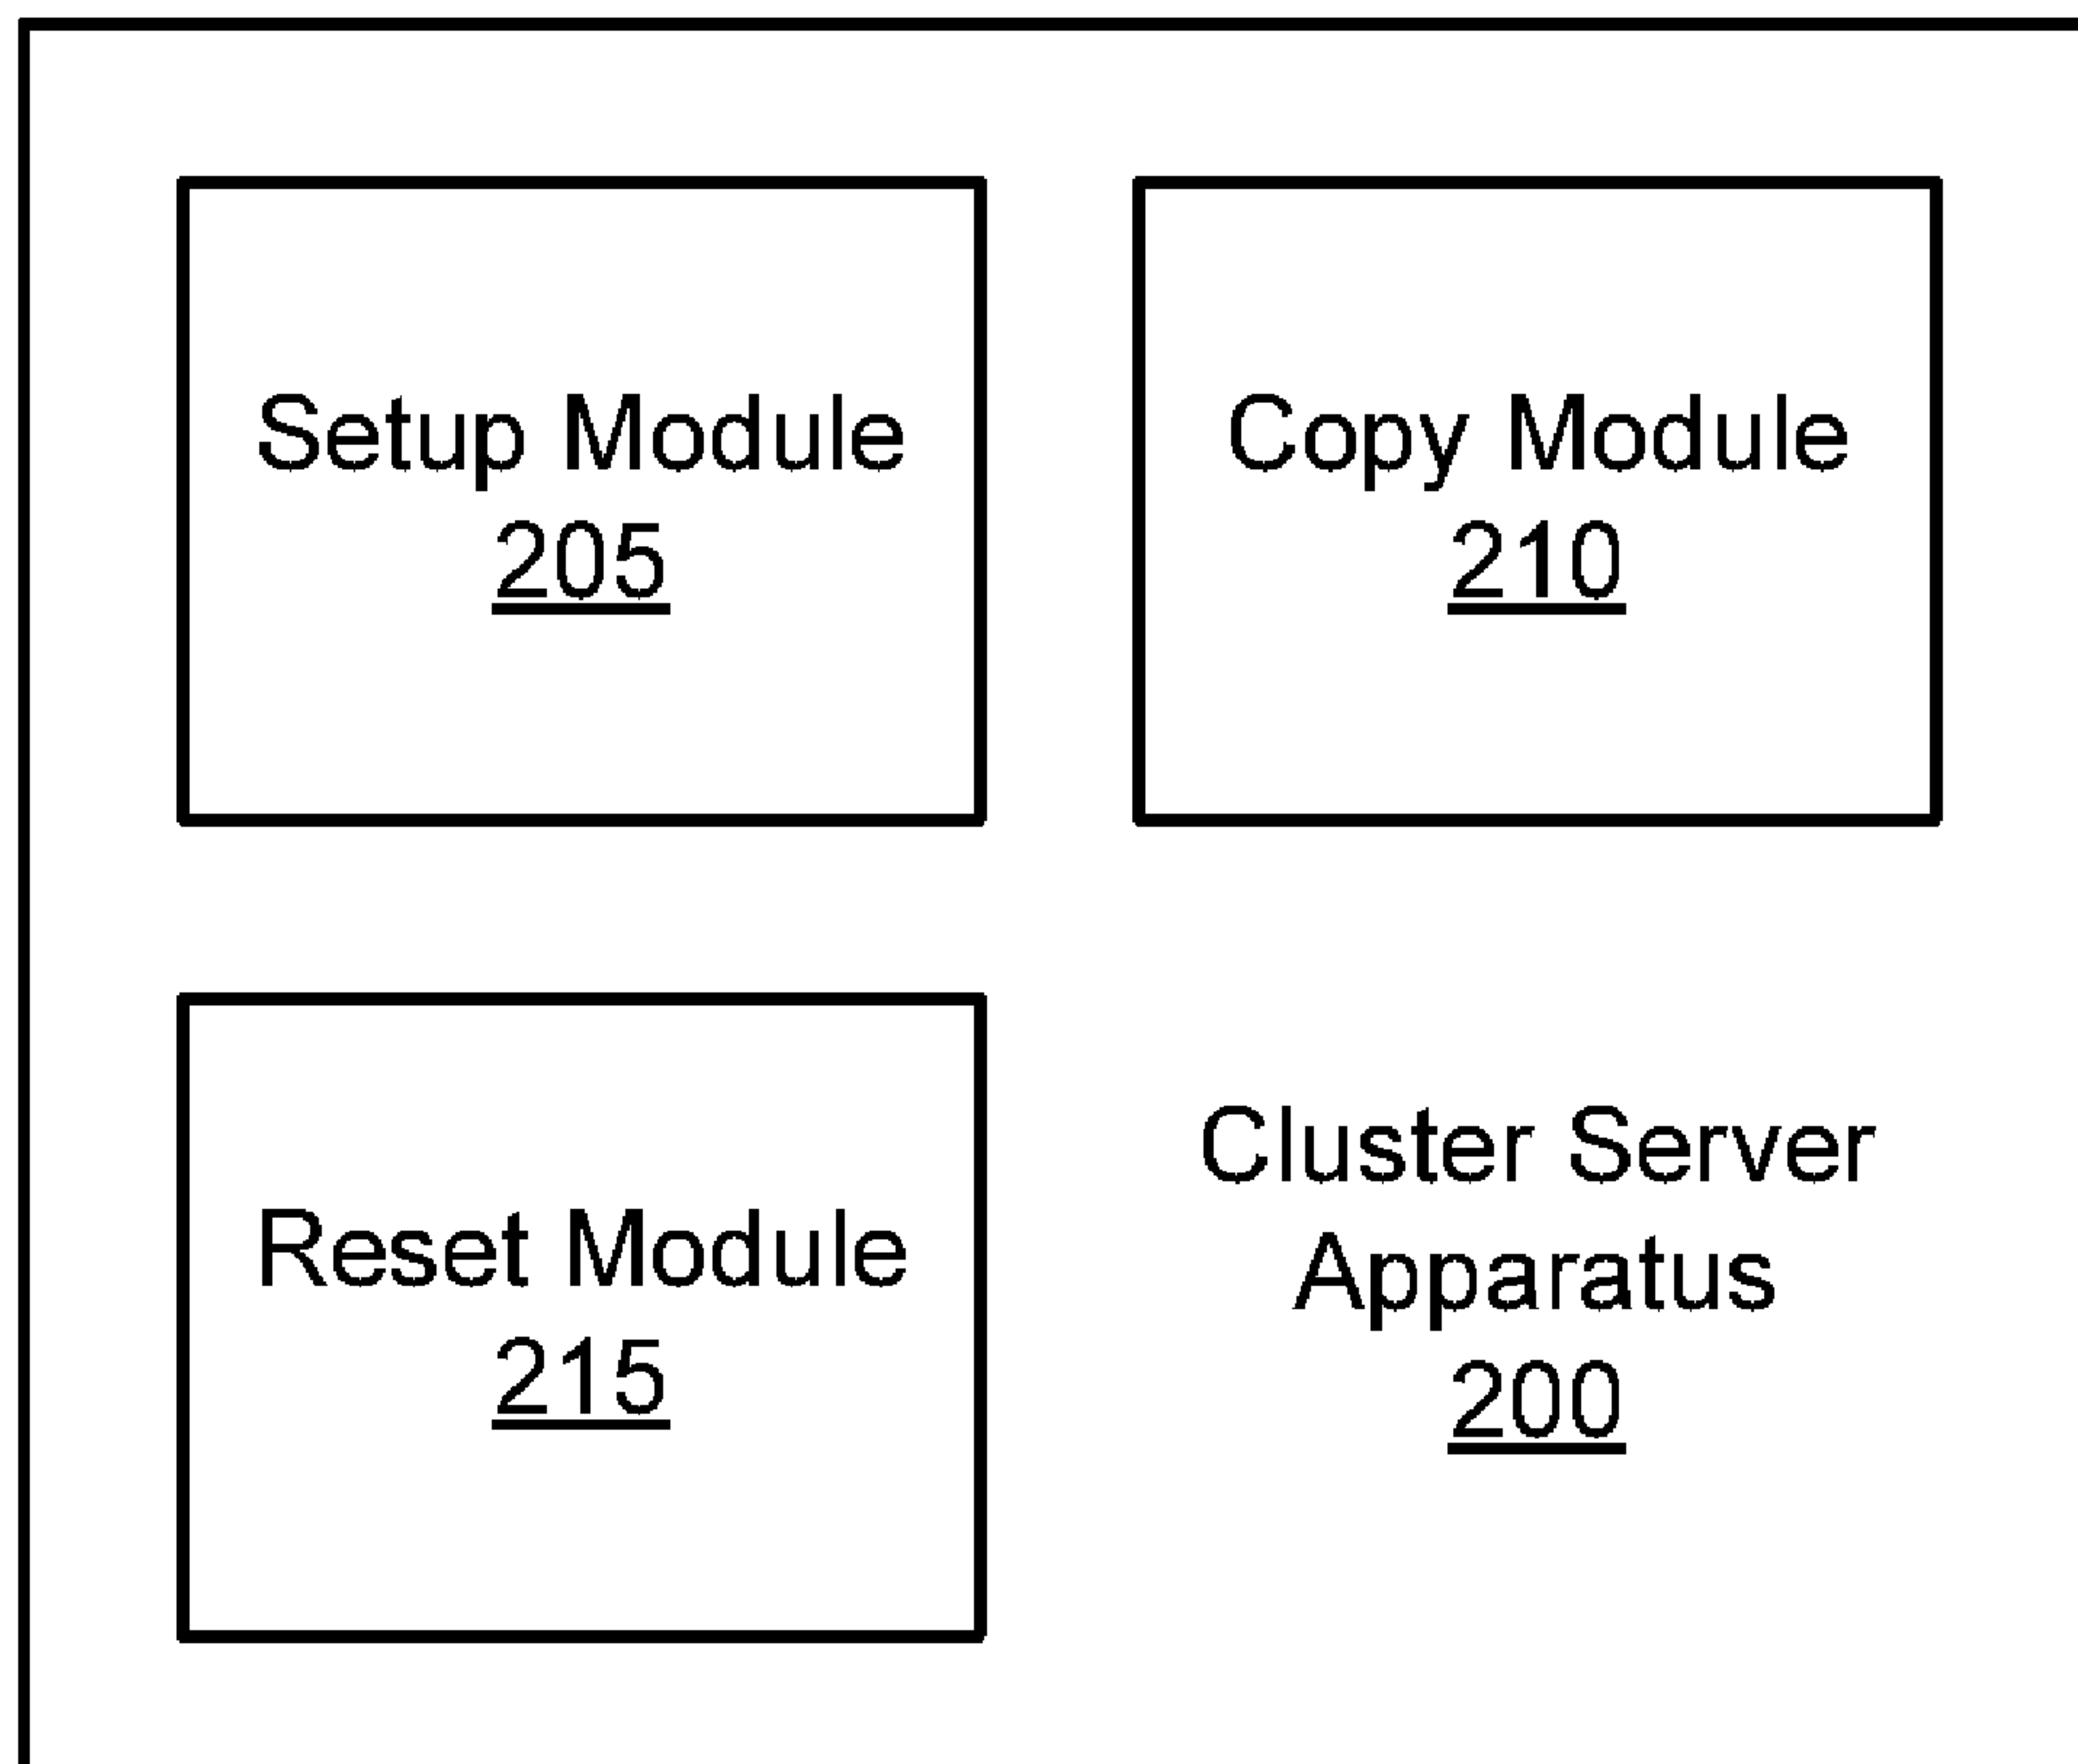 Setup Module
205
Copy Module
210
Reset Module
215
Cluster Server
Apparatus
200